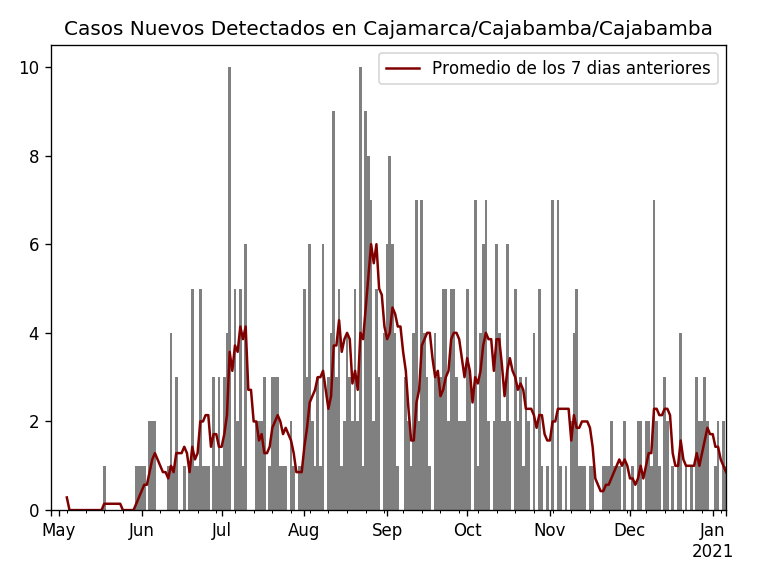 Casos Nuevos Detectados en Cajamarca/Cajabamba/Cajabamba
Promedio de los 7 dias anteriores
10
8
6
4
2
0
May Jun Jul Aug Sep Oct Nov Dec Jan
2021